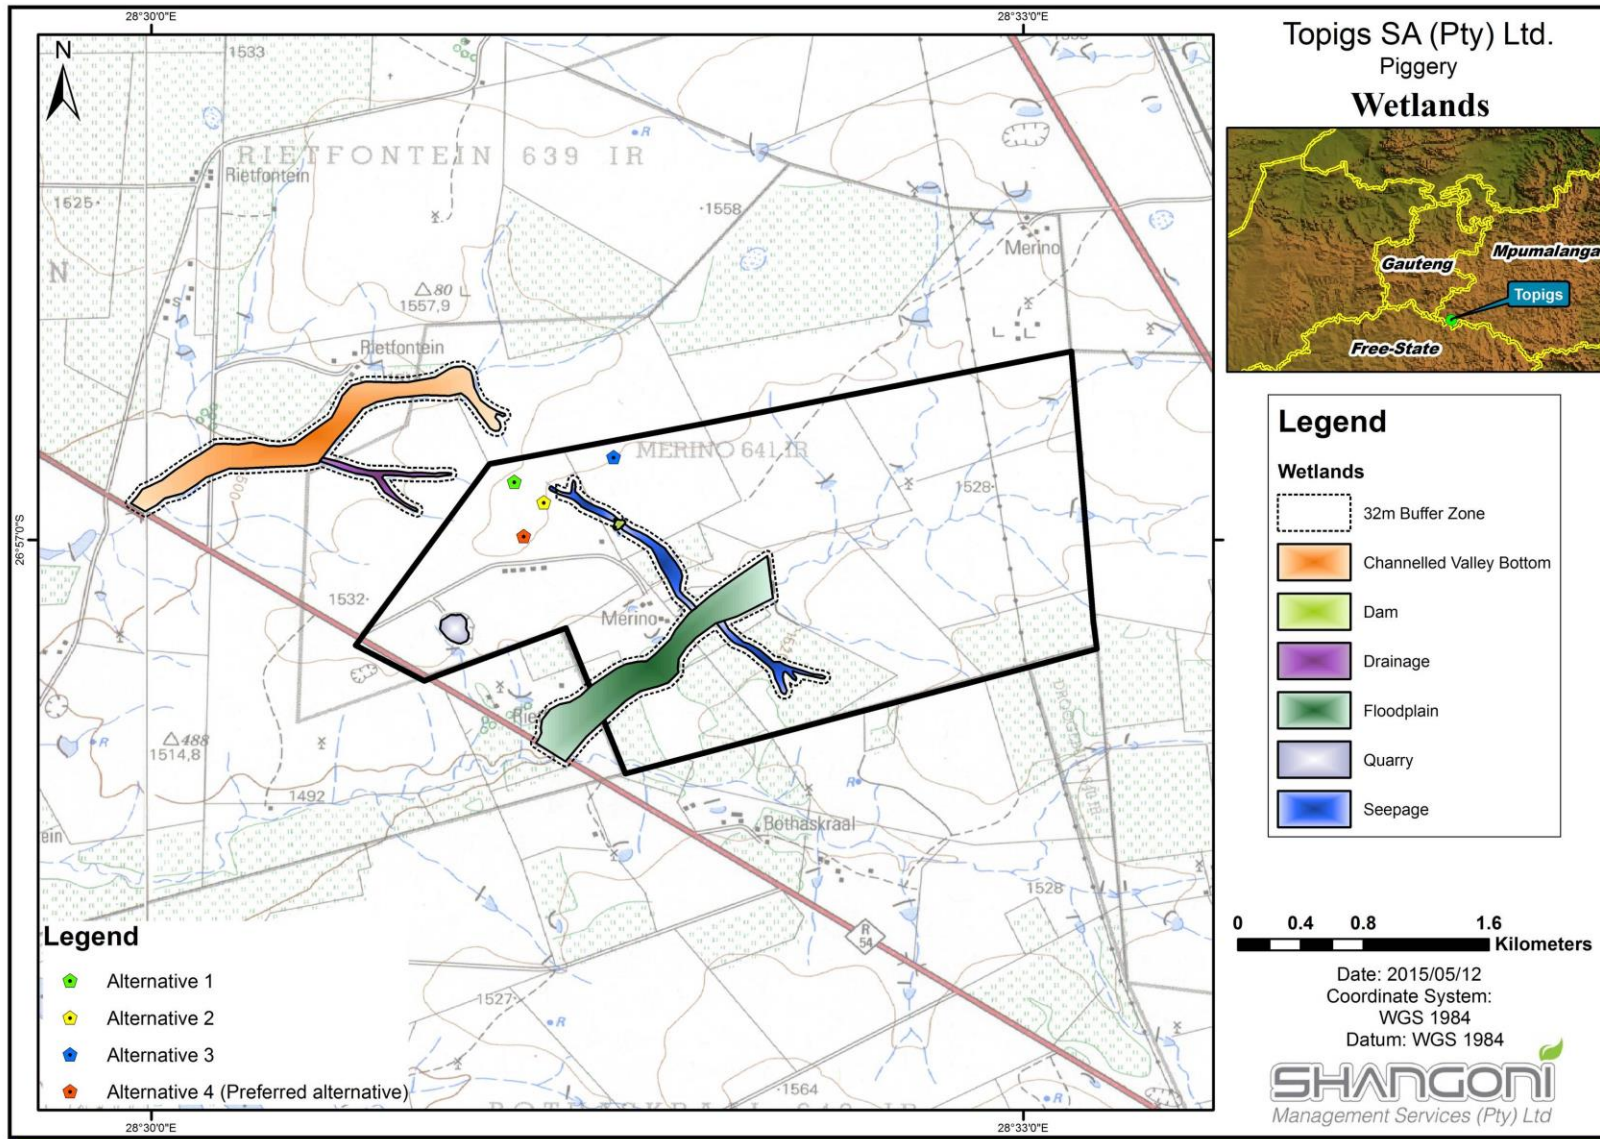 28°30'0"E
28°33'0"E
N
1533
RIETFONTEIN 639 IR
Rietfontein
R
1525
1558
Merino
N
S
80
1557,9
L
L L
Rietfontein
MERINO 641 IR
1500
1528
26°57'0"S
1532
Merino
488
1514,8
R
1492
R
ein
Bothaskraal
1528
R
54
1527
R
1564
R
28°30'0"E
28°33'0"E
Legend
Alternative 1
Alternative 2
Alternative 3
Alternative 4 (Preferred alternative)
Topigs SA (Pty) Ltd.
Piggery
Wetlands
Mpumalanga
Gauteng
Topigs
Free-State
Legend
Wetlands
32m Buffer Zone
Channelled Valley Bottom
Dam
Drainage
Floodplain
Quarry
Seepage
0 0.4 0.8 1.6
Kilometers
Date: 2015/05/12
Coordinate System:
WGS 1984
Datum: WGS 1984
SHANGONI
Management Services (Pty) Ltd